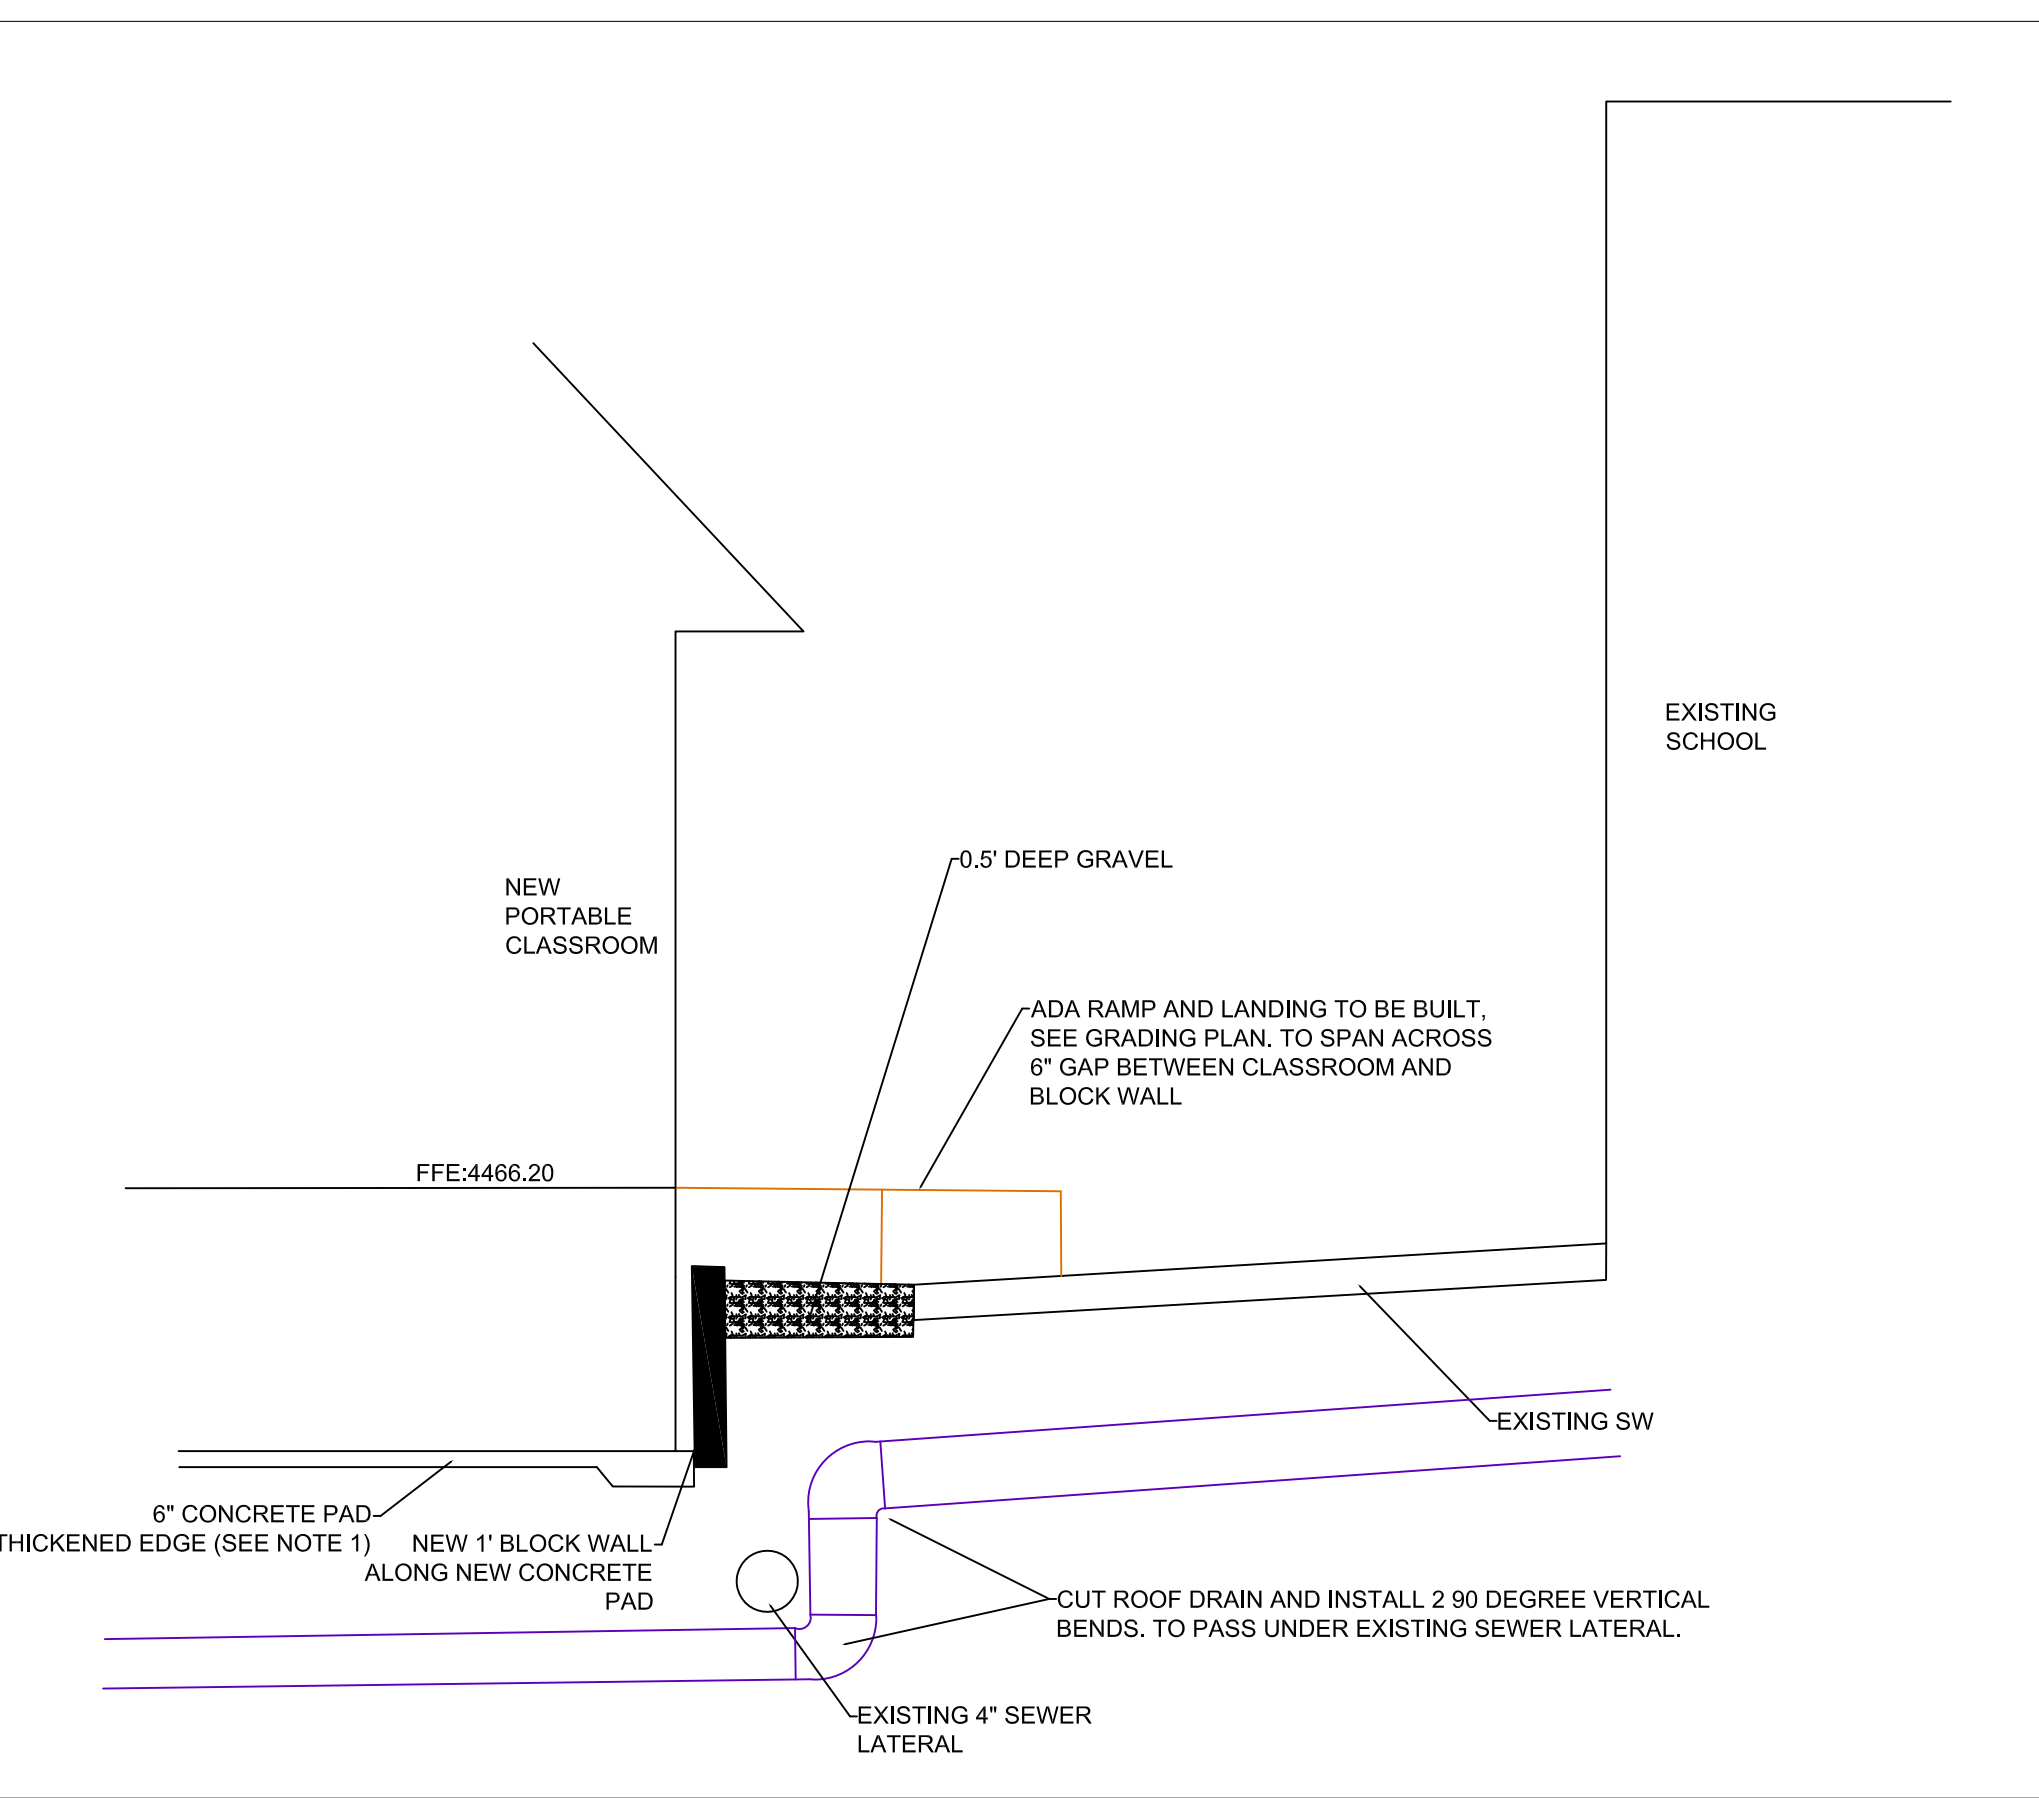 EXISTING
SCHOOL
0.5' DEEP GRAVEL
NEW
PORTABLE
CLASSROOM
ADA RAMP AND LANDING TO BE BUILT,
SEE GRADING PLAN. TO SPAN ACROSS
6" GAP BETWEEN CLASSROOM AND
BLOCK WALL
FFE:4466.20
EXISTING SW
6" CONCRETE PAD
THICKENED EDGE (SEE NOTE 1)
NEW 1' BLOCK WALL
ALONG NEW CONCRETE
PAD
CUT ROOF DRAIN AND INSTALL 2 90 DEGREE VERTICAL
BENDS. TO PASS UNDER EXISTING SEWER LATERAL.
EXISTING 4" SEWER
LATERAL